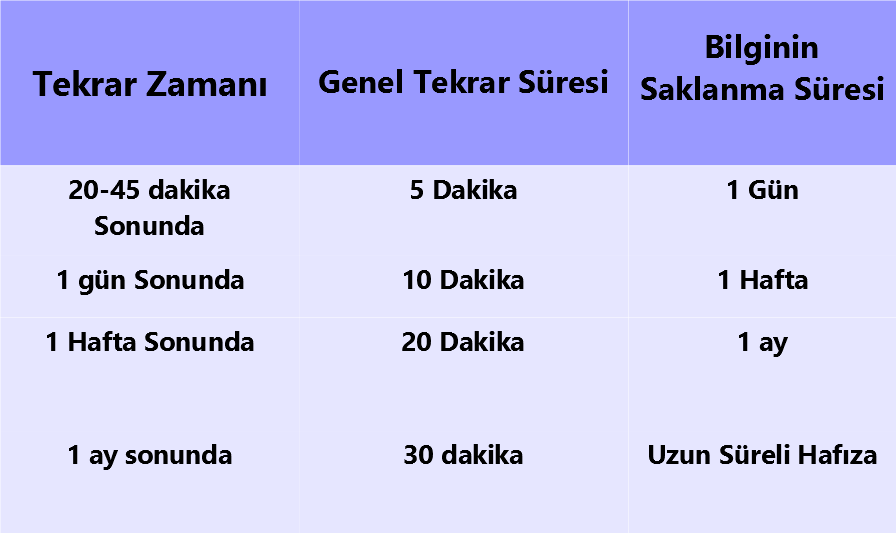 Tekrar Zamanı
Genel Tekrar Süresi
Bilginin
Saklanma Süresi
20-45 dakika
Sonunda
5 Dakika
1 Gün
1 gün Sonunda
10 Dakika
1 Hafta
1 Hafta Sonunda
20 Dakika
1 ay
1 ay sonunda
30 dakika
Uzun Süreli Hafıza